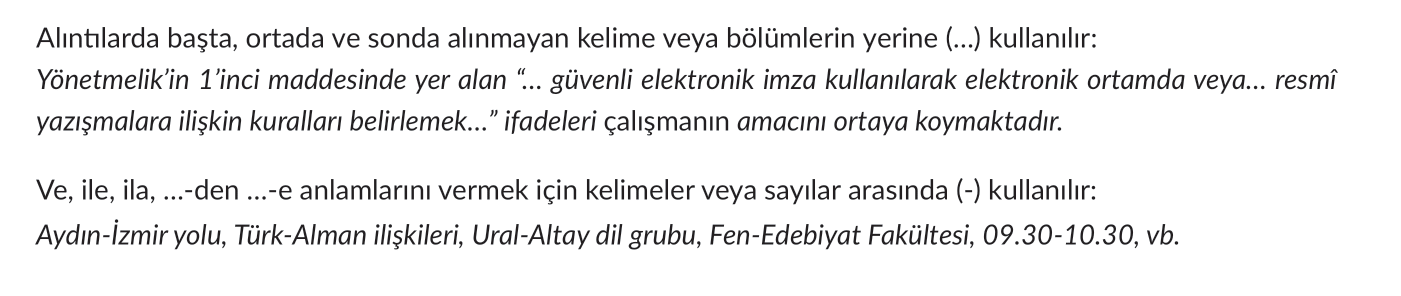 Alıntılarda başta, ortada ve sonda alınmayan kelime veya bölümlerin yerine (…) kullanılır:
Yönetmelik’in 1’inci maddesinde yer alan “… güvenli elektronik imza kullanılarak elektronik ortamda veya… resmî
yazışmalara ilişkin kuralları belirlemek…” ifadeleri çalışmanın amacını ortaya koymaktadır.
Ve, ile, ila, …-den …-e anlamlarını vermek için kelimeler veya sayılar arasında (-) kullanılır:
Aydın-İzmir yolu, Türk-Alman ilişkileri, Ural-Altay dil grubu, Fen-Edebiyat Fakültesi, 09.30-10.30, vb.